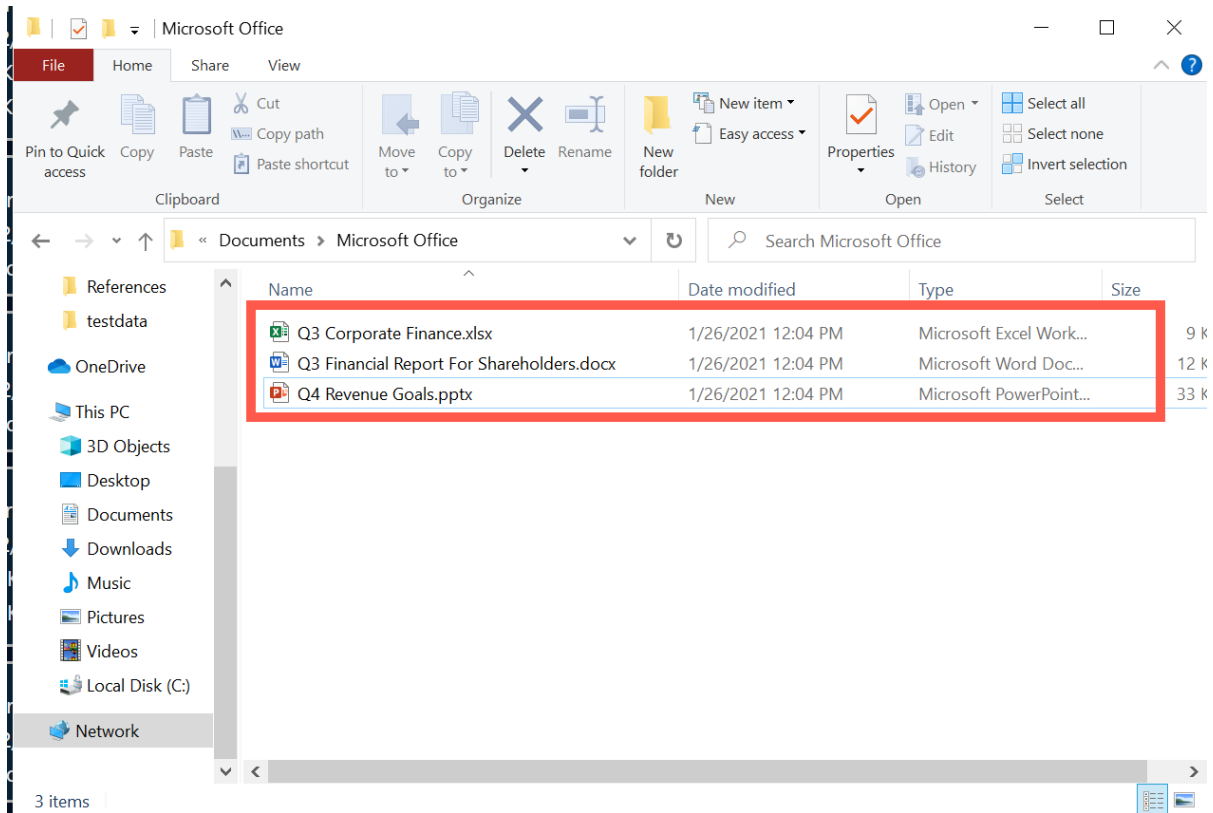 Microsoft Office
File Home Share View
Pin to Quick access
Copy
Paste
Cut
Copy path
Paste shortcut
Clipboard
Move to
Copy to
Delete
Rename
Organize
New folder
New item
Easy access
New
Properties
Open
Edit
History
Open
Select all
Select none
Invert selection
Select
« Documents > Microsoft Office
Search Microsoft Office
Name Date modified Type Size
Q3 Corporate Finance.xlsx 1/26/2021 12:04 PM Microsoft Excel Work... 9 K
Q3 Financial Report For Shareholders.docx 1/26/2021 12:04 PM Microsoft Word Doc... 12 K
Q4 Revenue Goals.pptx 1/26/2021 12:04 PM Microsoft PowerPoint... 33 K
References
testdata
OneDrive
This PC
3D Objects
Desktop
Documents
Downloads
Music
Pictures
Videos
Local Disk (C:)
Network
3 items